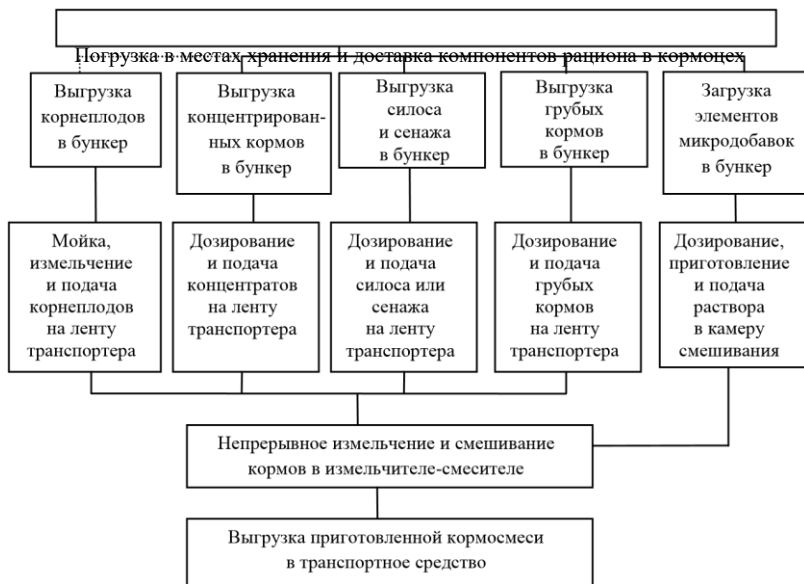 Погрузка в местах хранения и доставка компонентов рациона в кормоцех
Выгрузка
корнеплодов
в бункер
Выгрузка
концентрирован-
ных кормов
в бункер
Выгрузка
силоса
и сенажа
в бункер
Выгрузка
грубых
кормов
в бункер
Загрузка
элементов
микродобавок
в бункер
Мойка,
измельчение
и подача
корнеплодов
на ленту
транспортера
Дозирование
и подача
концентратов
на ленту
транспортера
Дозирование
и подача
силоса или
сенажа
на ленту
транспортера
Дозирование
и подача
грубых
кормов
на ленту
транспортера
Дозирование,
приготовление
и подача
раствора
в камеру
смешивания
Непрерывное измельчение и смешивание
кормов в измельчителе-смесителе
Выгрузка приготовленной кормосмеси
в транспортное средство